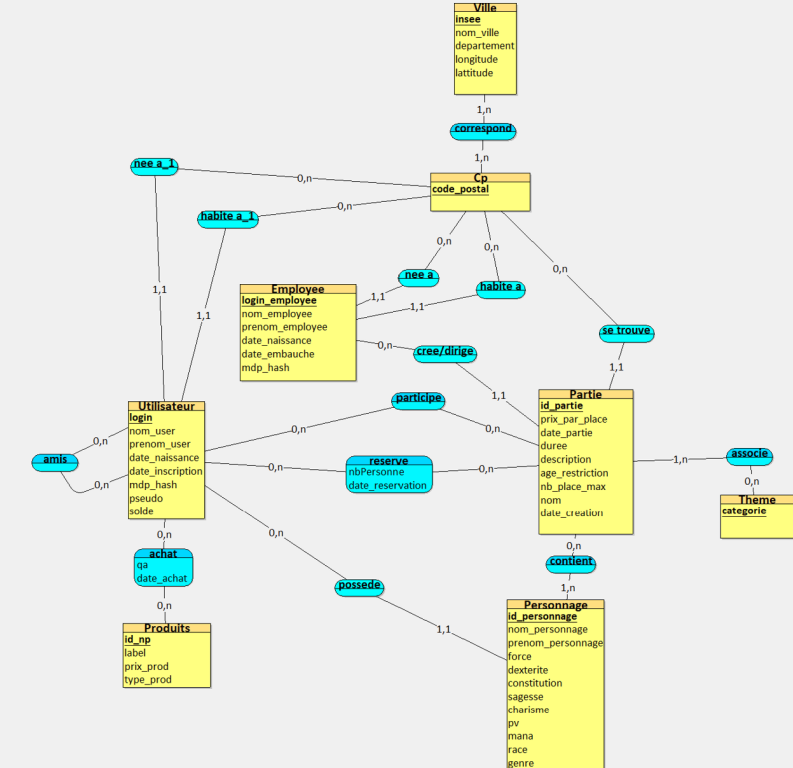 Ville
insee
nom_ville
departement
longitude
lattitude
1,n
correspond
1,n
Cp
code_postal
nee a_1
0,n
habite a_1
0,n
0,n
0,n
0,n
nee a
habite a
1,1
1,1
1,1
1,1
Employee
login_employee
nom_employee
prenom_employee
date_naissance
date_embauche
mdp_hash
se trouve
1,1
0,n
cree/dirige
1,1
participe
0,n
0,n
Utilisateur
login
nom_user
prenom_user
date_naissance
date_inscription
mdp_hash
pseudo
solde
amis
0,n
0,n
reserve
nbPersonne
date_reservation
0,n
0,n
Partie
id_partie
prix_par_place
date_partie
duree
description
age_restriction
nb_place_max
nom
date_creation
1,n
associe
0,n
Theme
categorie
0,n
achat
qa
date_achat
0,n
Produits
id_np
label
prix_prod
type_prod
0,n
possede
1,1
0,n
contient
1,n
Personnage
id_personnage
nom_personnage
prenom_personnage
force
dexterite
constitution
sagesse
charisme
pv
mana
race
genre